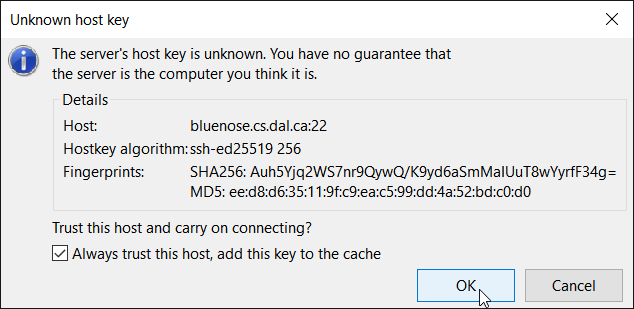 Unknown host key
The server's host key is unknown. You have no guarantee that
the server is the computer you think it is.
Details
Host: bluenose.cs.dal.ca:22
Hostkey algorithm: ssh-ed25519 256
Fingerprints: SHA256: Auh5Yjq2WS7nr9QywQ/K9yd6aSmMaIUuT8wYyrfF34g=
MD5: ee:d8:d6:35:11:9f:c9:ea:c5:99:dd:4a:52:bd:c0:d0
Trust this host and carry on connecting?
Always trust this host, add this key to the cache
OK Cancel